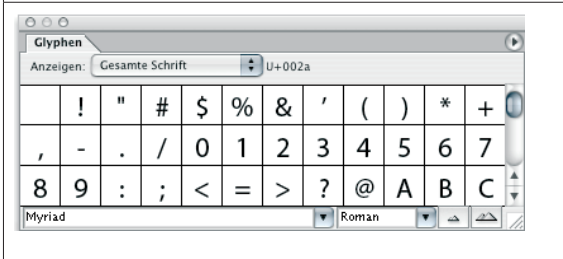 Glyphen
Anzeigen: Gesamte Schrift U+002a
! " # $ % & ' ( ) * +
, - . / 0 1 2 3 4 5 6 7
8 9 : ; < = > ? @ A B C
Myriad Roman